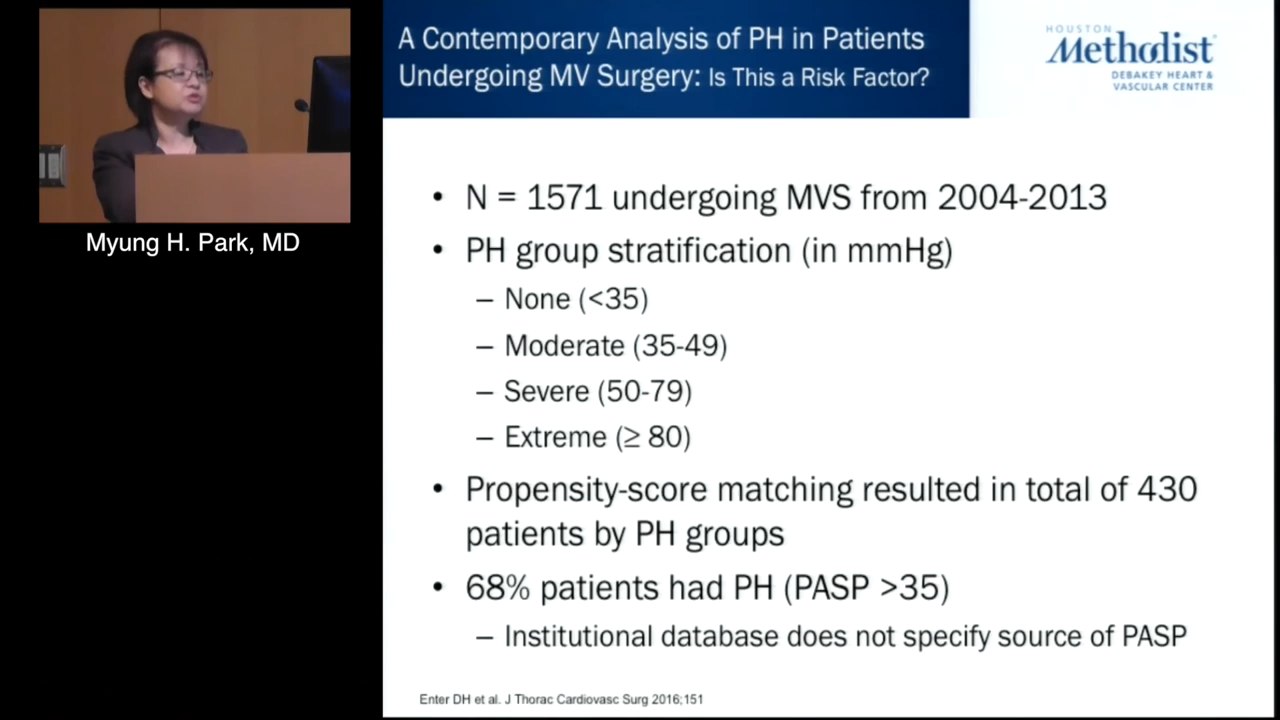 A Contemporary Analysis of PH in Patients
Undergoing MV Surgery: Is This a Risk Factor?
HOUSTON
Methodist
DEBAKEY HEART &
VASCULAR CENTER
Myung H. Park, MD
• N = 1571 undergoing MVS from 2004-2013
• PH group stratification (in mmHg)
– None (<35)
– Moderate (35-49)
– Severe (50-79)
– Extreme (≥ 80)
• Propensity-score matching resulted in total of 430
patients by PH groups
• 68% patients had PH (PASP >35)
– Institutional database does not specify source of PASP
Enter DH et al. J Thorac Cardiovasc Surg 2016;151